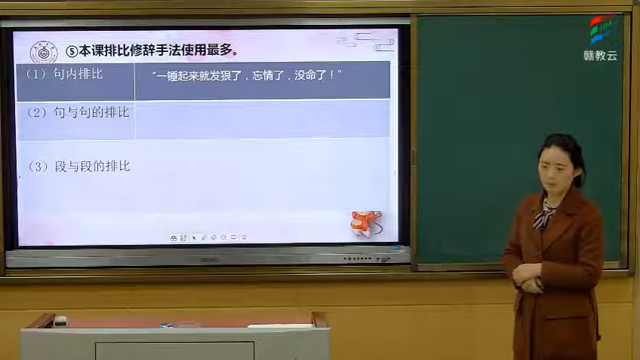 赣教云
⑤本课排比修辞手法使用最多。
（1）句内排比
“一锤起来就发狠了，忘情了，没命了！”
（2）句与句的排比
（3）段与段的排比